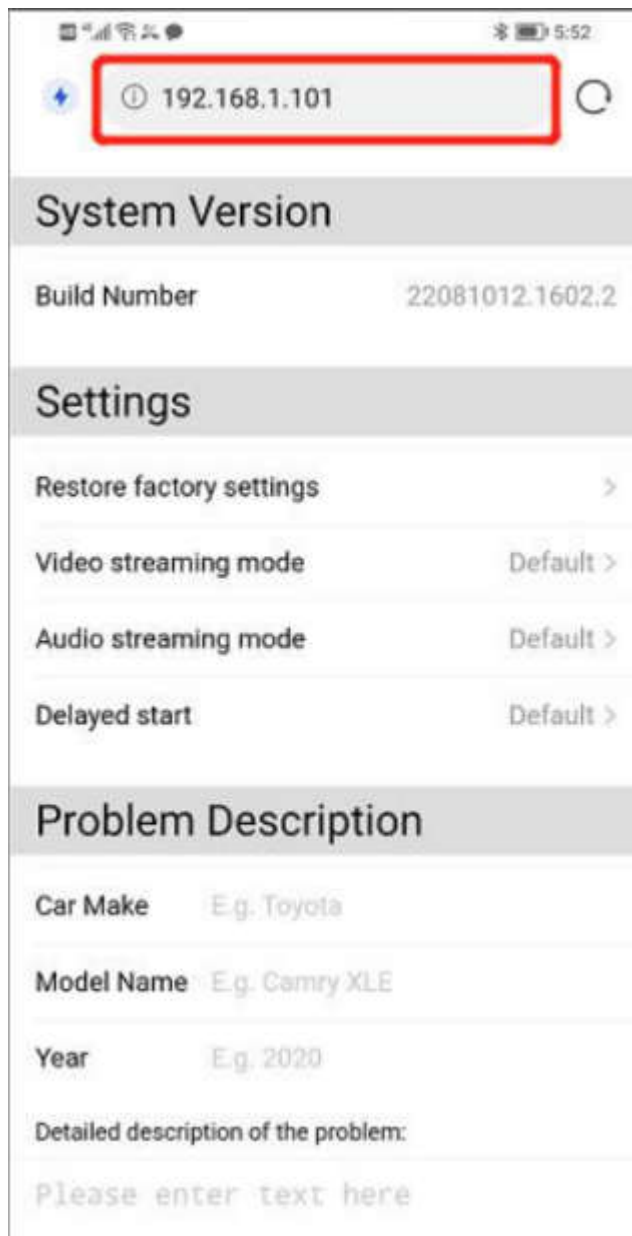 5:52
192.168.1.101
System Version
Build Number 22081012.1602.2
Settings
Restore factory settings >
Video streaming mode Default >
Audio streaming mode Default >
Delayed start Default >
Problem Description
Car Make E.g. Toyota
Model Name E.g. Camry XLE
Year E.g. 2020
Detailed description of the problem:
Please enter text here